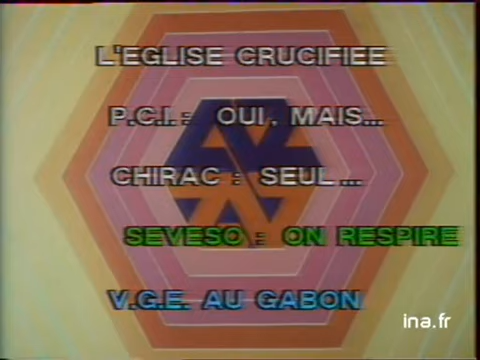 L'EGLISE CRUCIFIEE
P.C.I. : OUI. MAIS...
CHIRAC : SEUL...
SEVESO : ON RESPIRE
V.G.E. AU GABON
ina.fr